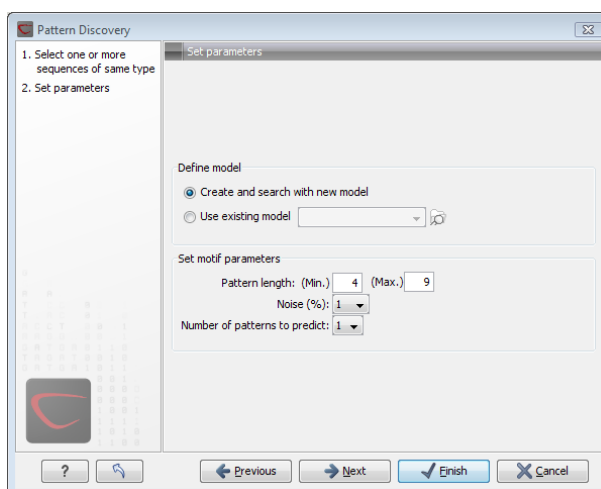 Pattern Discovery
1. Select one or more
sequences of same type
2. Set parameters
Set parameters
Define model
Create and search with new model
Use existing model
Set motif parameters
Pattern length: (Min.) 4 (Max.) 9
Noise (%): 1
Number of patterns to predict: 1
? Previous Next Finish Cancel